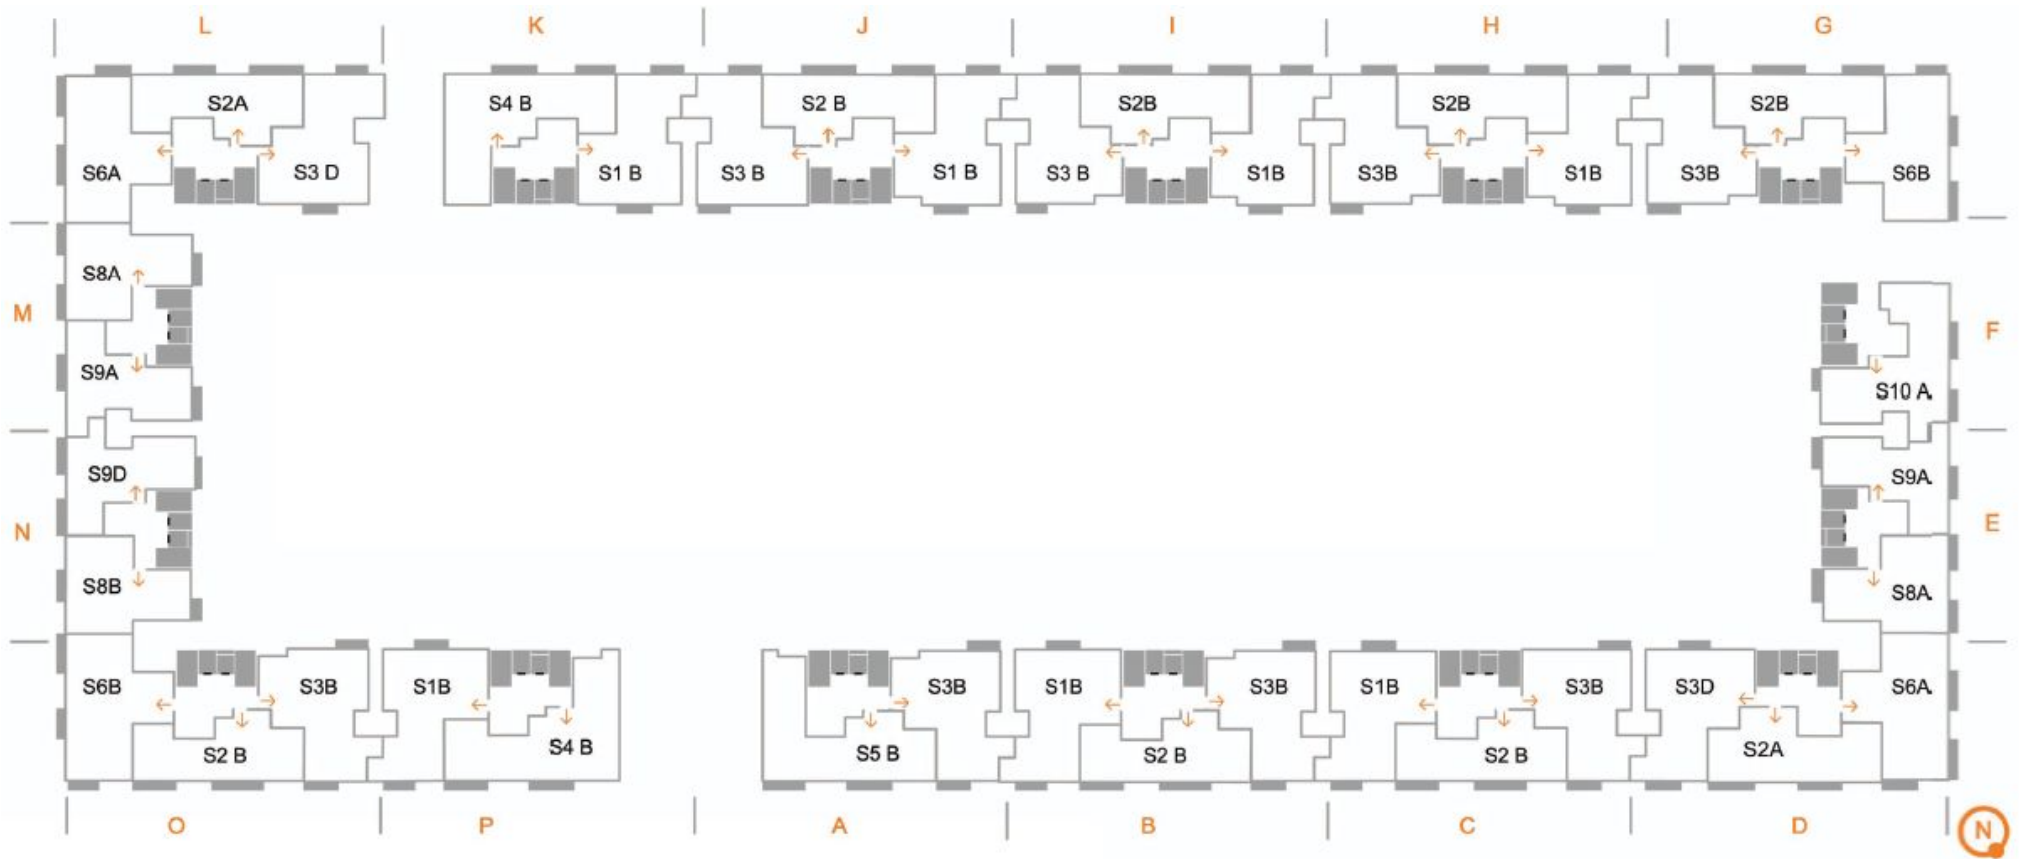 L K J I H G
S2A S4 B S2 B S2B S2B S2B
S6A S3 D S1 B S3 B S1 B S3 B S1B S3B S1B S3B S6B
S8A
M F
S9A S10 A.
S9D S9A.
N E
S8B S8A.
S6B S3B S1B S3B S1B S3B S1B S3B S3D S6A.
S2 B S4 B S5 B S2 B S2 B S2A
O P A B C D N